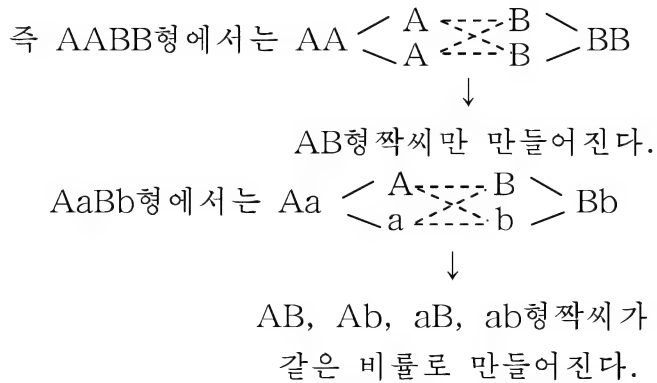 즉 AABB형에서는 AA A B BB
A B
↓
AB형짝씨만 만들어진다.
AaBb형에서는 Aa A B Bb
a b
↓
AB, Ab, aB, ab형짝씨가
같은 비률로 만들어진다.